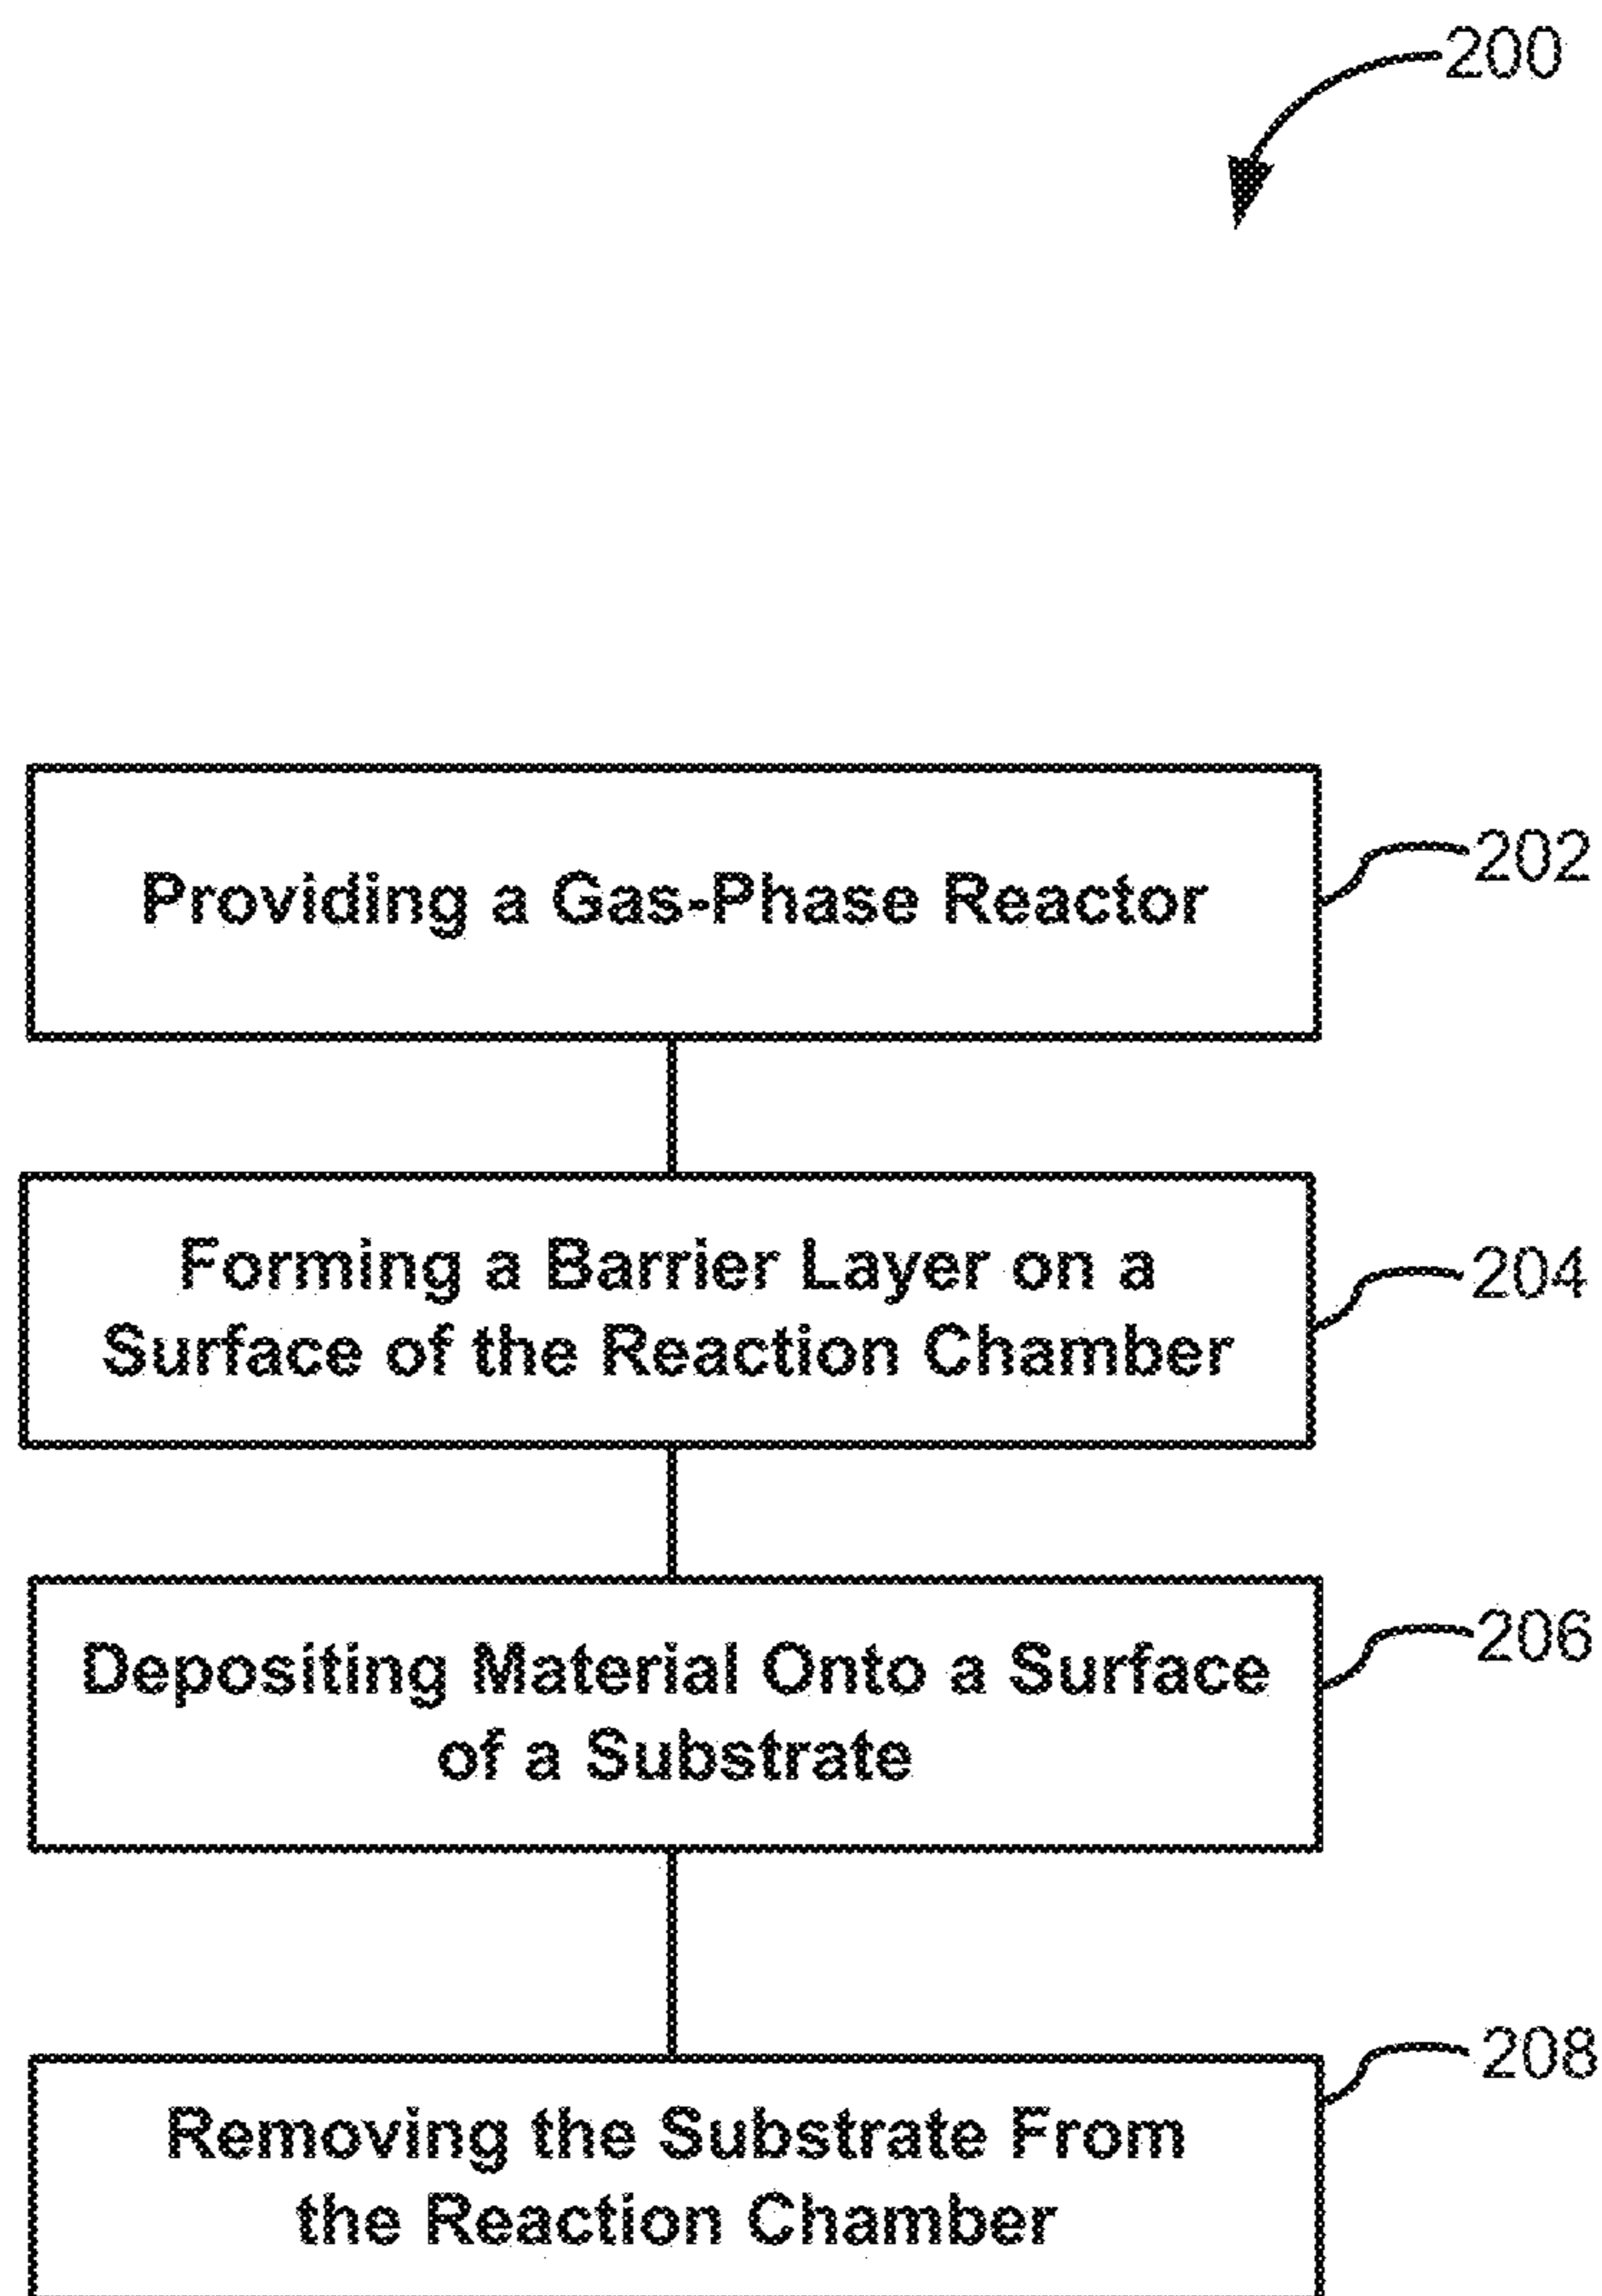 200
Providing a Gas-Phase Reactor
202
Forming a Barrier Layer on a
Surface of the Reaction Chamber
204
Depositing Material Onto a Surface
of a Substrate
206
Removing the Substrate From
the Reaction Chamber
208